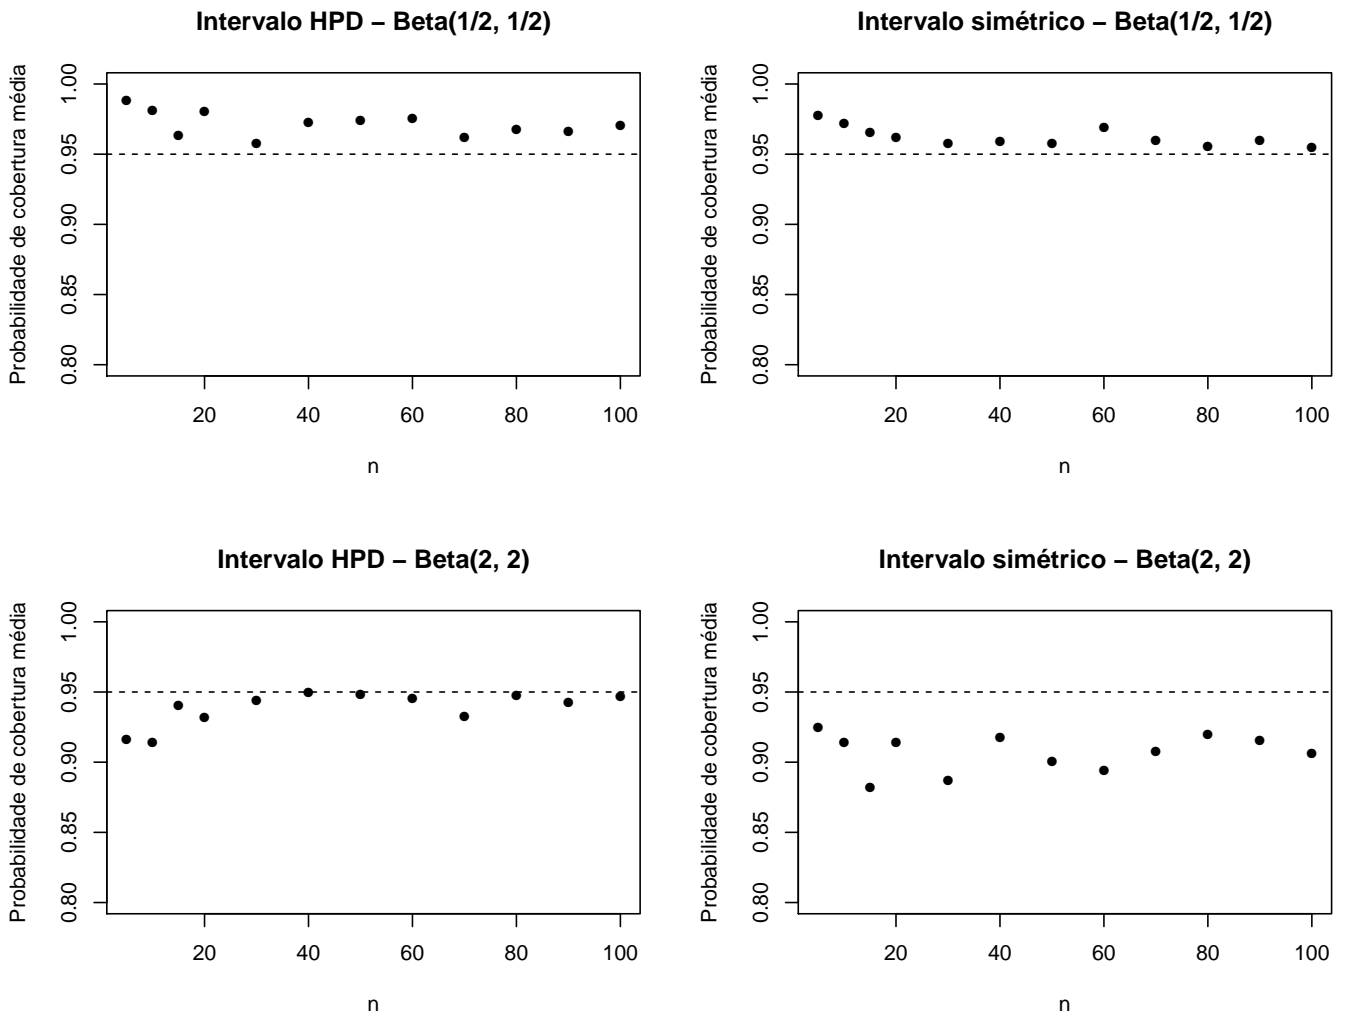 Intervalo HPD – Beta(1/2, 1/2)
Probabilidade de cobertura média
1.00
0.95
0.90
0.85
0.80
20 40 60 80 100
n
Intervalo simétrico – Beta(1/2, 1/2)
Probabilidade de cobertura média
1.00
0.95
0.90
0.85
0.80
20 40 60 80 100
n
Intervalo HPD – Beta(2, 2)
Probabilidade de cobertura média
1.00
0.95
0.90
0.85
0.80
20 40 60 80 100
n
Intervalo simétrico – Beta(2, 2)
Probabilidade de cobertura média
1.00
0.95
0.90
0.85
0.80
20 40 60 80 100
n